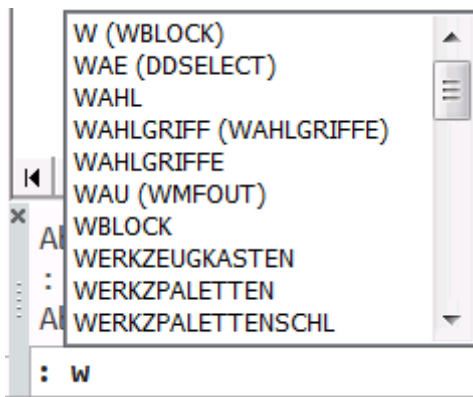 W (WBLOCK)
WAE (DDSELECT)
WAHL
WAHLGRIFF (WAHLGRIFFE)
WAHLGRIFFE
WAU (WMFOUT)
WBLOCK
WERKZEUGKASTEN
WERKZPALETTEN
WERKZPALETTENSCHL
: W